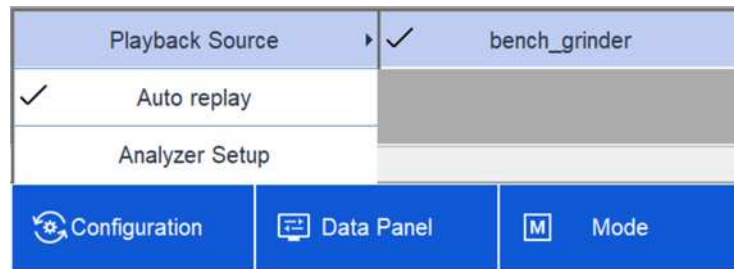 Playback Source bench_grinder
Auto replay
Analyzer Setup
Configuration Data Panel M Mode